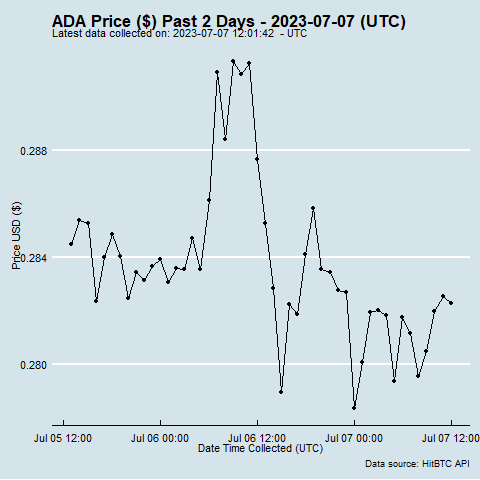 ADA Price ($) Past 2 Days - 2023-07-07 (UTC)
Latest data collected on: 2023-07-07 12:01:42  - UTC
0.288
0.284
0.280
Price USD ($)
Jul 05 12:00 Jul 06 00:00 Jul 06 12:00 Jul 07 00:00 Jul 07 12:00
Date Time Collected (UTC)
Data source: HitBTC API